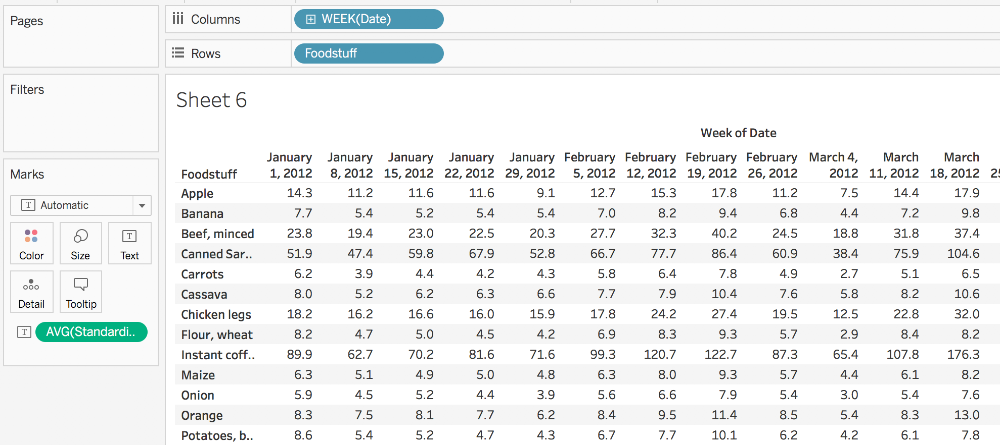 Pages
Columns WEEK(Date)
Rows Foodstuff
Filters
Marks
T Automatic
Color Size T Text
Detail Tooltip
T AVG(Standardi..
Sheet 6
Week of Date
January January January January January February February February February March 4, March March
Foodstuff 1, 2012 8, 2012 15, 2012 22, 2012 29, 2012 5, 2012 12, 2012 19, 2012 26, 2012 2012 11, 2012 18, 2012
Apple 14.3 11.2 11.6 11.6 9.1 12.7 15.3 17.8 11.2 7.5 14.4 17.9
Banana 7.7 5.4 5.2 5.4 5.4 7.0 8.2 9.4 6.8 4.4 7.2 9.8
Beef, minced 23.8 19.4 23.0 22.5 20.3 27.7 32.3 40.2 24.5 18.8 31.8 37.4
Canned Sar.. 51.9 47.4 59.8 67.9 52.8 66.7 77.7 86.4 60.9 38.4 75.9 104.6
Carrots 6.2 3.9 4.4 4.2 4.3 5.8 6.4 7.8 4.9 2.7 5.1 6.5
Cassava 8.0 5.2 6.2 6.3 6.6 7.7 7.9 10.4 7.6 5.8 8.2 10.6
Chicken legs 18.2 16.2 16.6 16.0 15.9 17.8 24.2 27.4 19.5 12.5 22.8 32.0
Flour, wheat 8.2 4.7 5.0 4.5 4.2 6.9 8.3 9.3 5.7 2.9 8.4 8.2
Instant coff.. 89.9 62.7 70.2 81.6 71.6 99.3 120.7 122.7 87.3 65.4 107.8 176.3
Maize 6.3 5.1 4.9 5.0 4.8 6.3 8.0 9.3 5.7 4.4 6.1 8.2
Onion 5.9 4.5 5.2 4.4 3.9 5.6 6.6 7.9 5.4 3.0 5.4 7.6
Orange 8.3 7.5 8.1 7.7 6.2 8.4 9.5 11.4 8.5 5.4 8.3 13.0
Potatoes, b.. 8.6 5.4 5.2 4.7 4.3 6.7 7.7 10.1 6.2 4.2 6.1 7.8